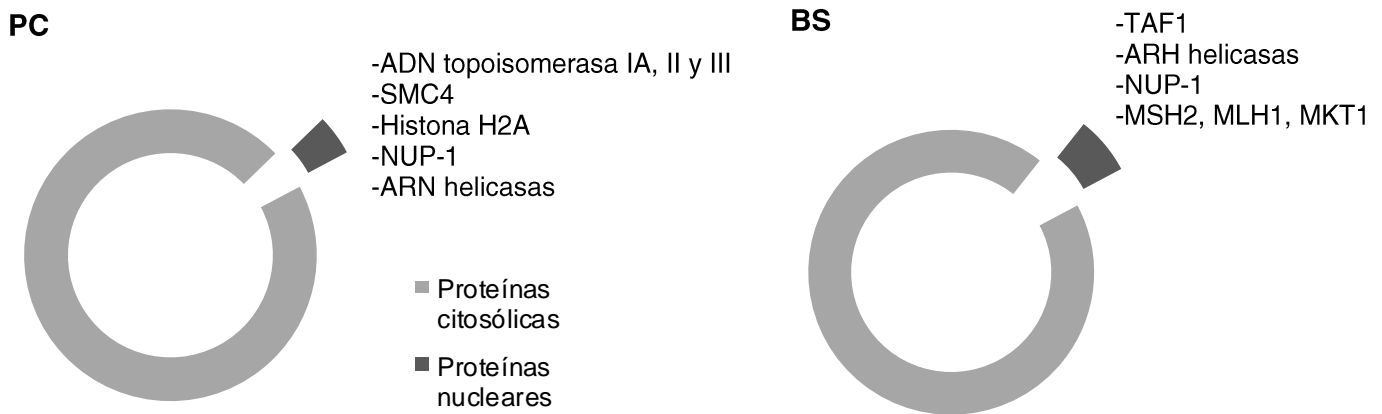 PC
-ADN topoisomerasa IA, II y III
-SMC4
-Histona H2A
-NUP-1
-ARN helicasas
Proteínas
citosólicas
Proteínas
nucleares
BS
-TAF1
-ARH helicasas
-NUP-1
-MSH2, MLH1, MKT1